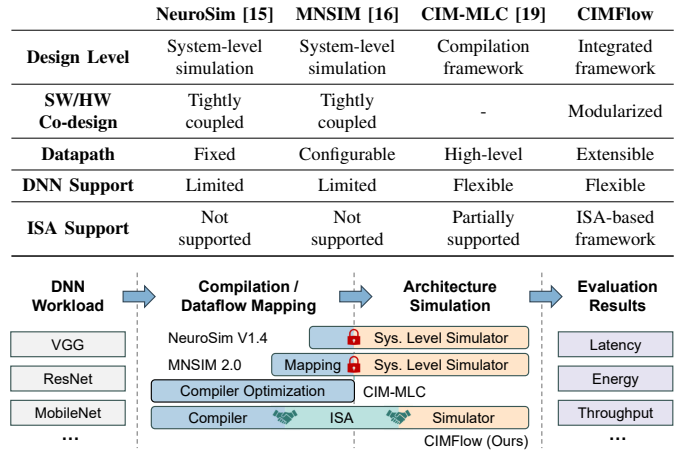 NeuroSim [15] MNSIM [16] CIM-MLC [19] CIMFlow
Design Level System-level simulation System-level simulation Compilation framework Integrated framework
SW/HW Co-design Tightly coupled Tightly coupled - Modularized
Datapath Fixed Configurable High-level Extensible
DNN Support Limited Limited Flexible Flexible
ISA Support Not supported Not supported Partially supported ISA-based framework
DNN Workload Compilation / Dataflow Mapping Architecture Simulation Evaluation Results
VGG
ResNet
MobileNet
...
NeuroSim V1.4 Sys. Level Simulator
MNSIM 2.0 Mapping Sys. Level Simulator
Compiler Optimization CIM-MLC
Compiler ISA Simulator
CIMFlow (Ours)
Latency
Energy
Throughput
...